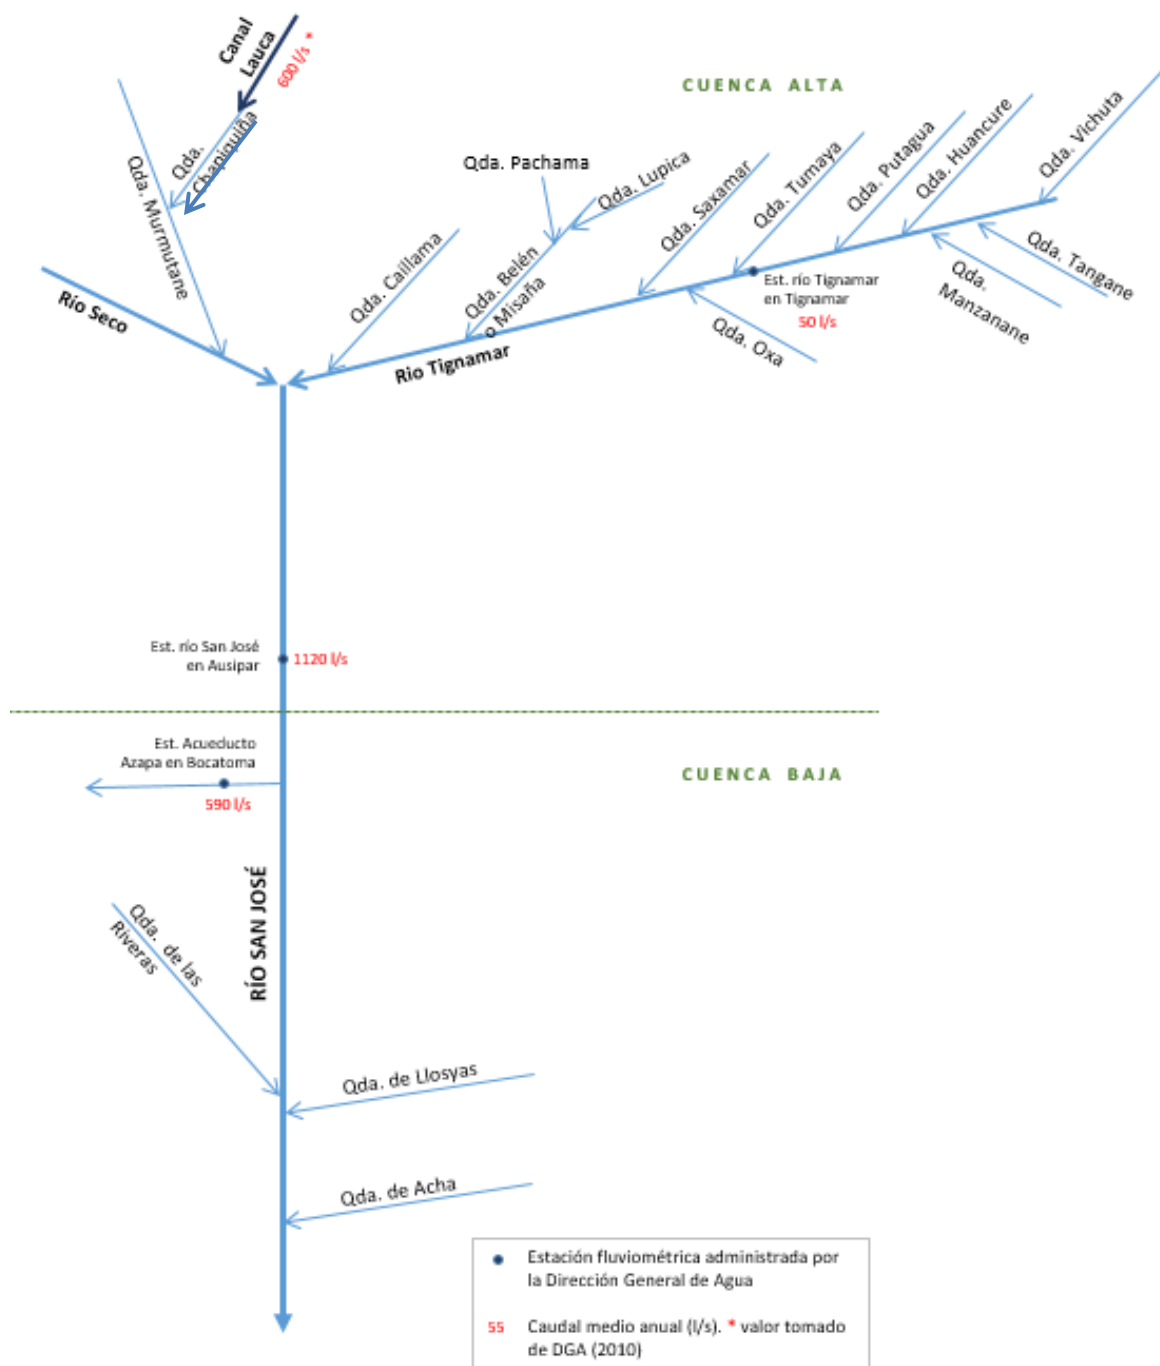 Canal
Lauca
600 l/s *
CUENCA ALTA
Qda.
Chapiquiña
Qda. Murmutane
Río Seco
Qda. Pachama
Qda. Lupica
Qda. Caillama
Qda. Belén
o Misaña
Qda. Saxamar
Qda. Tumaya
Qda. Putagua
Qda. Huancure
Qda. Vichuta
Qda. Tangane
Qda.
Manzanane
Est. río Tignamar
en Tignamar
50 l/s
Qda. Oxa
Río Tignamar
Est. río San José
en Ausipar
1120 l/s
Est. Acueducto
Azapa en Bocatoma
590 l/s
CUENCA BAJA
RÍO SAN JOSÉ
Qda. de las
Riveras
Qda. de Llosyas
Qda. de Acha
Estación fluviométrica administrada por
la Dirección General de Agua
55 Caudal medio anual (l/s). * valor tomado
de DGA (2010)